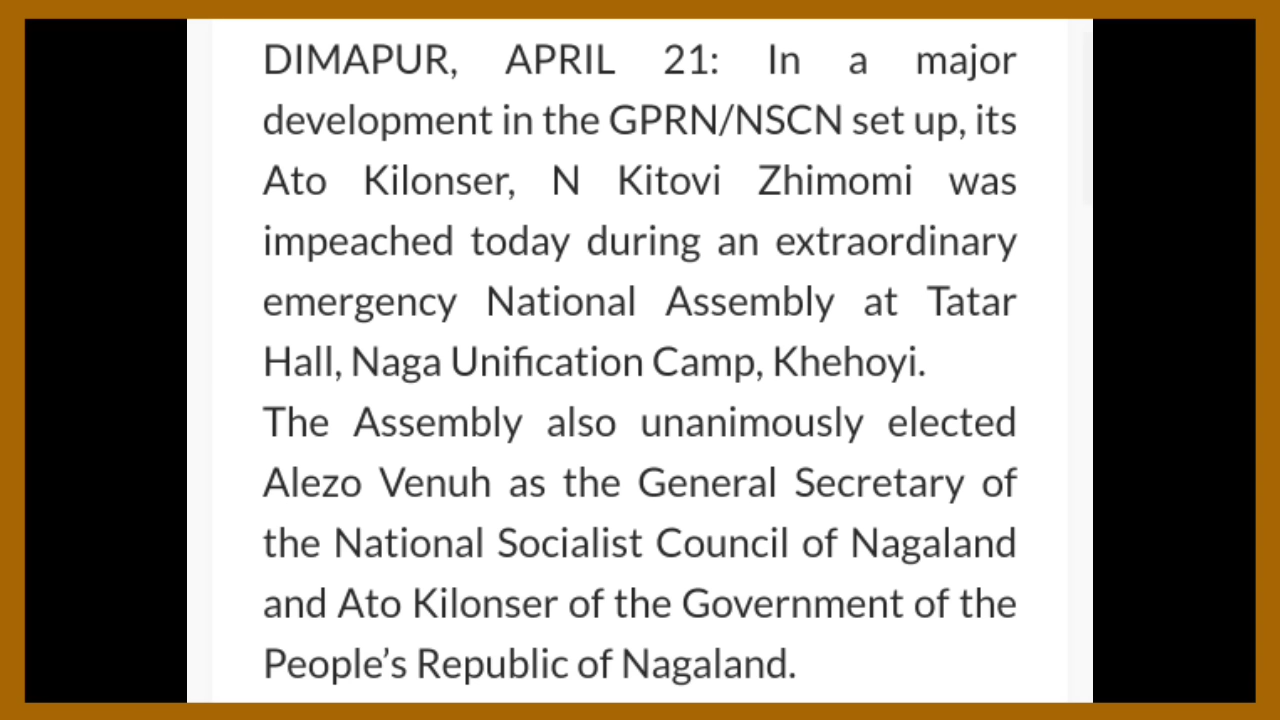 DIMAPUR, APRIL 21: In a major
development in the GPRN/NSCN set up, its
Ato Kilonser, N Kitovi Zhimomi was
impeached today during an extraordinary
emergency National Assembly at Tatar
Hall, Naga Unification Camp, Khehoyi.
The Assembly also unanimously elected
Alezo Venuh as the General Secretary of
the National Socialist Council of Nagaland
and Ato Kilonser of the Government of the
People’s Republic of Nagaland.